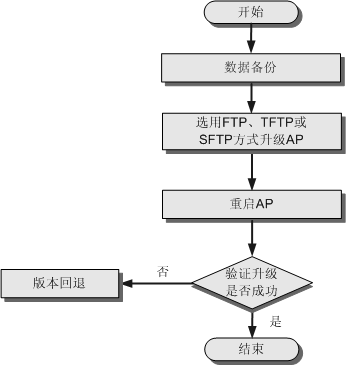 开始
数据备份
选用FTP、TFTP或
SFTP方式升级AP
重启AP
验证升级
是否成功
否
版本回退
是
结束